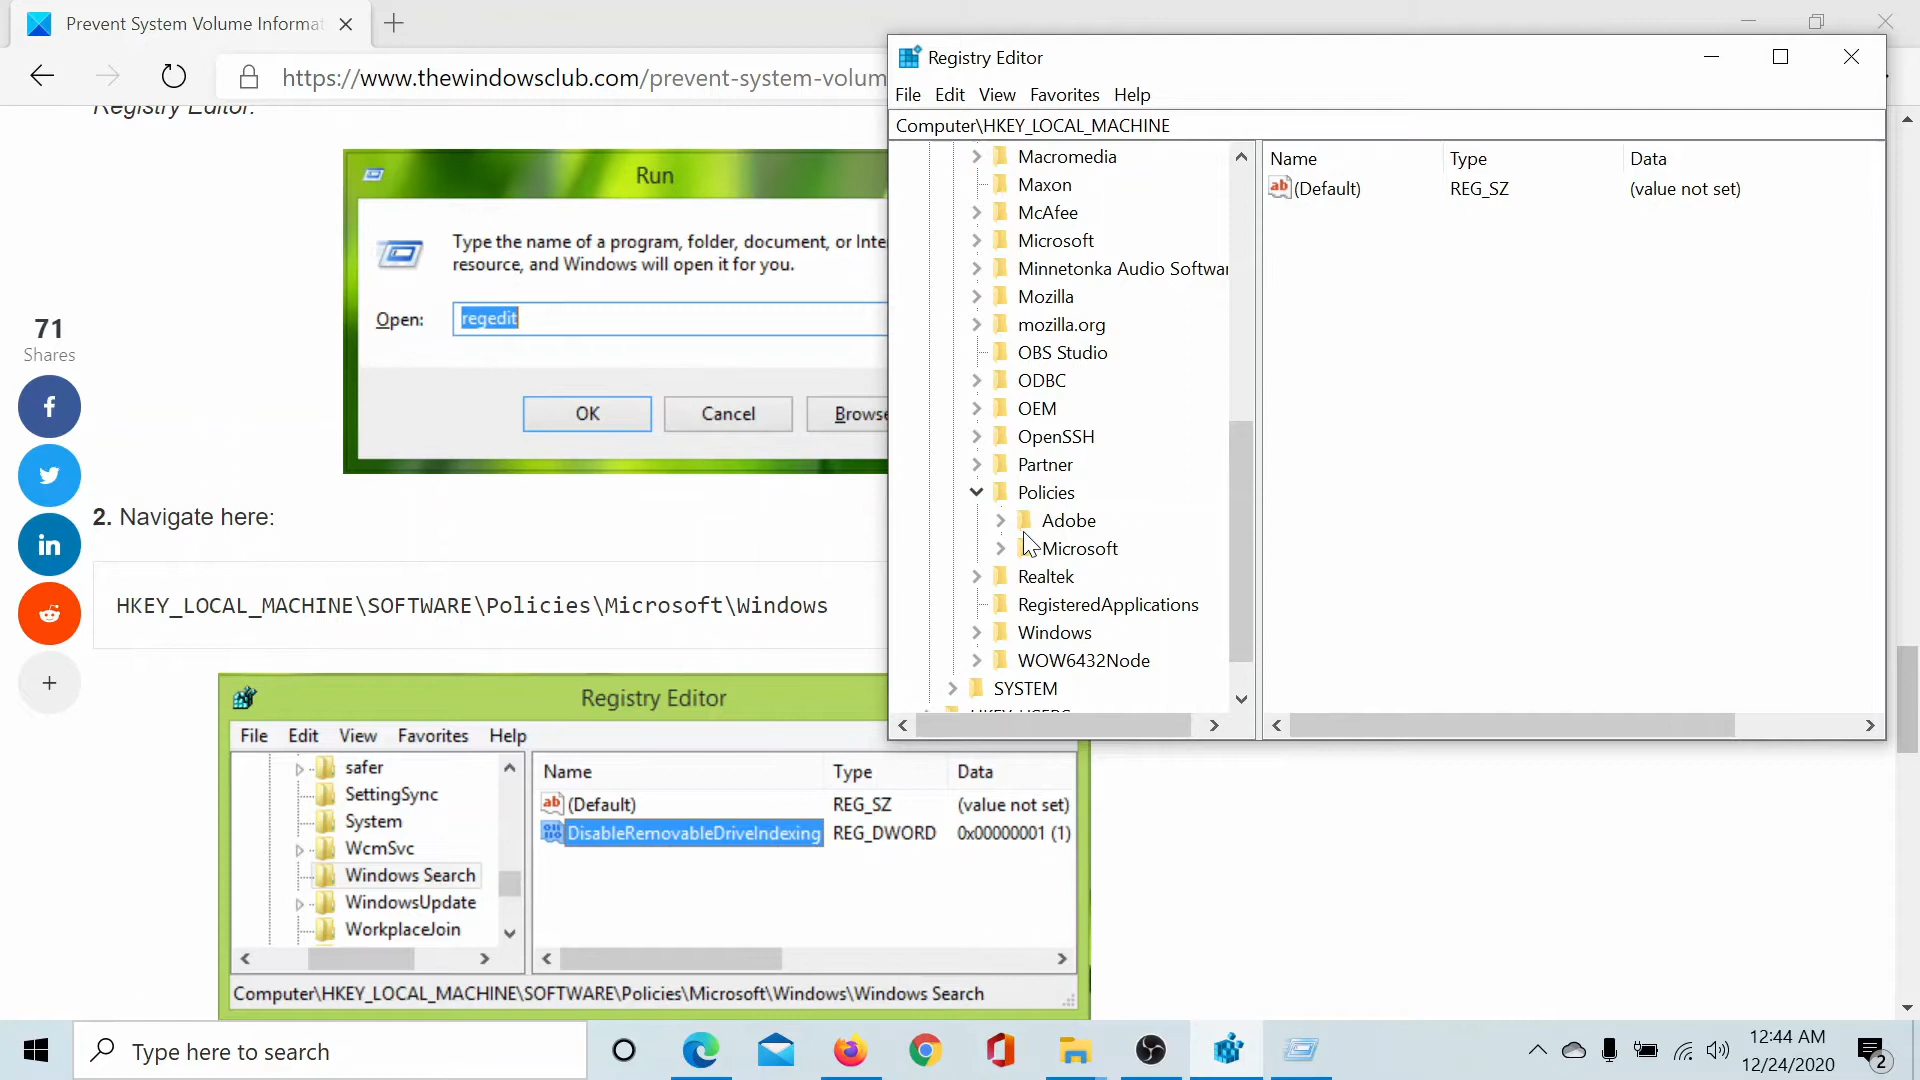 Prevent System Volume Informat
https://www.thewindowsclub.com/prevent-system-volum
Registry Editor.
Run
Type the name of a program, folder, document, or Inte
resource, and Windows will open it for you.
Open:
regedit
OK
Cancel
Browse
71
Shares
2. Navigate here:
HKEY_LOCAL_MACHINE\SOFTWARE\Policies\Microsoft\Windows
Registry Editor
File Edit View Favorites Help
safer
SettingSync
System
WcmSvc
Windows Search
WindowsUpdate
WorkplaceJoin
Name Type Data
(Default) REG_SZ (value not set)
DisableRemovableDriveIndexing REG_DWORD 0x00000001 (1)
Computer\HKEY_LOCAL_MACHINE\SOFTWARE\Policies\Microsoft\Windows\Windows Search
Registry Editor
File Edit View Favorites Help
Computer\HKEY_LOCAL_MACHINE
Macromedia
Maxon
McAfee
Microsoft
Minnetonka Audio Softwar
Mozilla
mozilla.org
OBS Studio
ODBC
OEM
OpenSSH
Partner
Policies
Adobe
Microsoft
Realtek
RegisteredApplications
Windows
WOW6432Node
SYSTEM
HKEY_USERS
Name Type Data
(Default) REG_SZ (value not set)
Type here to search
12:44 AM
12/24/2020
2